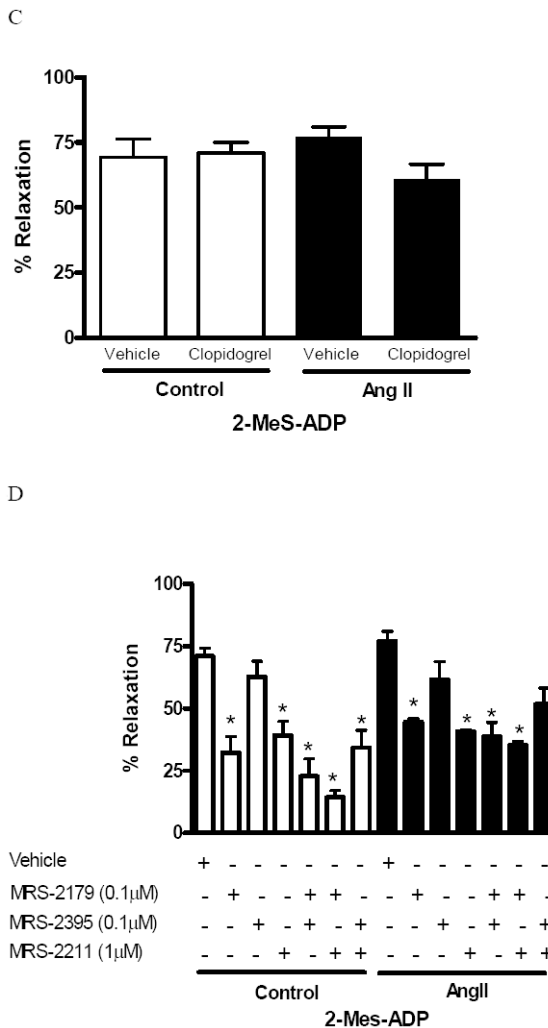 C
100
75
50
25
0
% Relaxation
Vehicle Clopidogrel Vehicle Clopidogrel
Control Ang II
2-MeS-ADP
D
100
75
50
25
0
% Relaxation
* * * * * * * * *
Vehicle + - - - - - - + - - - - - -
MRS-2179 (0.1μM) - + - - + + - - + - - + + -
MRS-2395 (0.1μM) - - + - + - + - - + - + - +
MRS-2211 (1μM) - - - + - + + - - - + - + +
Control AngII
2-Mes-ADP